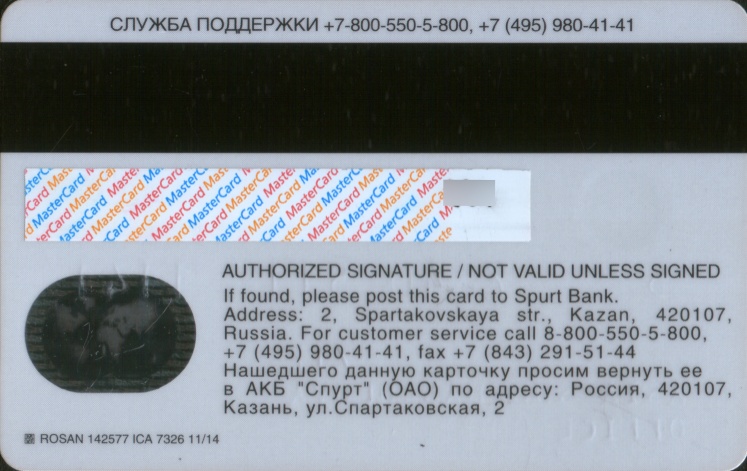 СЛУЖБА ПОДДЕРЖКИ +7-800-550-5-800, +7 (495) 980-41-41
MasterCard MasterCard MasterCard MasterCard
AUTHORIZED SIGNATURE / NOT VALID UNLESS SIGNED
If found, please post this card to Spurt Bank.
Address: 2, Spartakovskaya str., Kazan, 420107,
Russia. For customer service call 8-800-550-5-800,
+7 (495) 980-41-41, fax +7 (843) 291-51-44
Нашедшего данную карточку просим вернуть ее
в АКБ "Спурт" (ОАО) по адресу: Россия, 420107,
Казань, ул.Спартаковская, 2
ROSAN 142577 ICA 7326 11/14